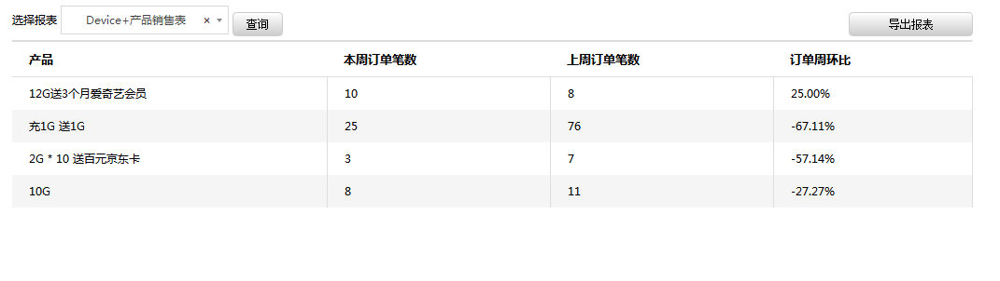 选择报表 Device+产品销售表 × 查询 导出报表
产品 本周订单笔数 上周订单笔数 订单周环比
12G送3个月爱奇艺会员 10 8 25.00%
充1G 送1G 25 76 -67.11%
2G * 10 送百元京东卡 3 7 -57.14%
10G 8 11 -27.27%